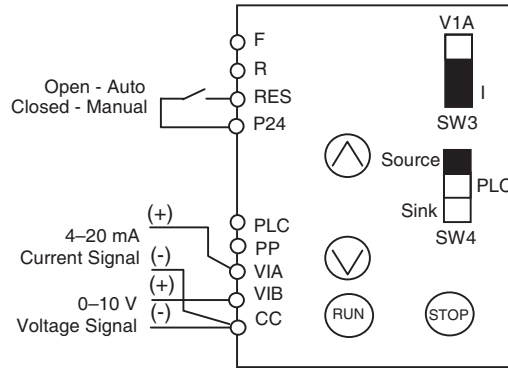 F
R
RES
P24
Open - Auto
Closed - Manual
V1A
I
SW3
Source
PLC
Sink
SW4
PLC
PP
VIA
VIB
CC
(+)
4–20 mA
Current Signal
(-)
(+)
0–10 V
(-)
Voltage Signal
RUN
STOP